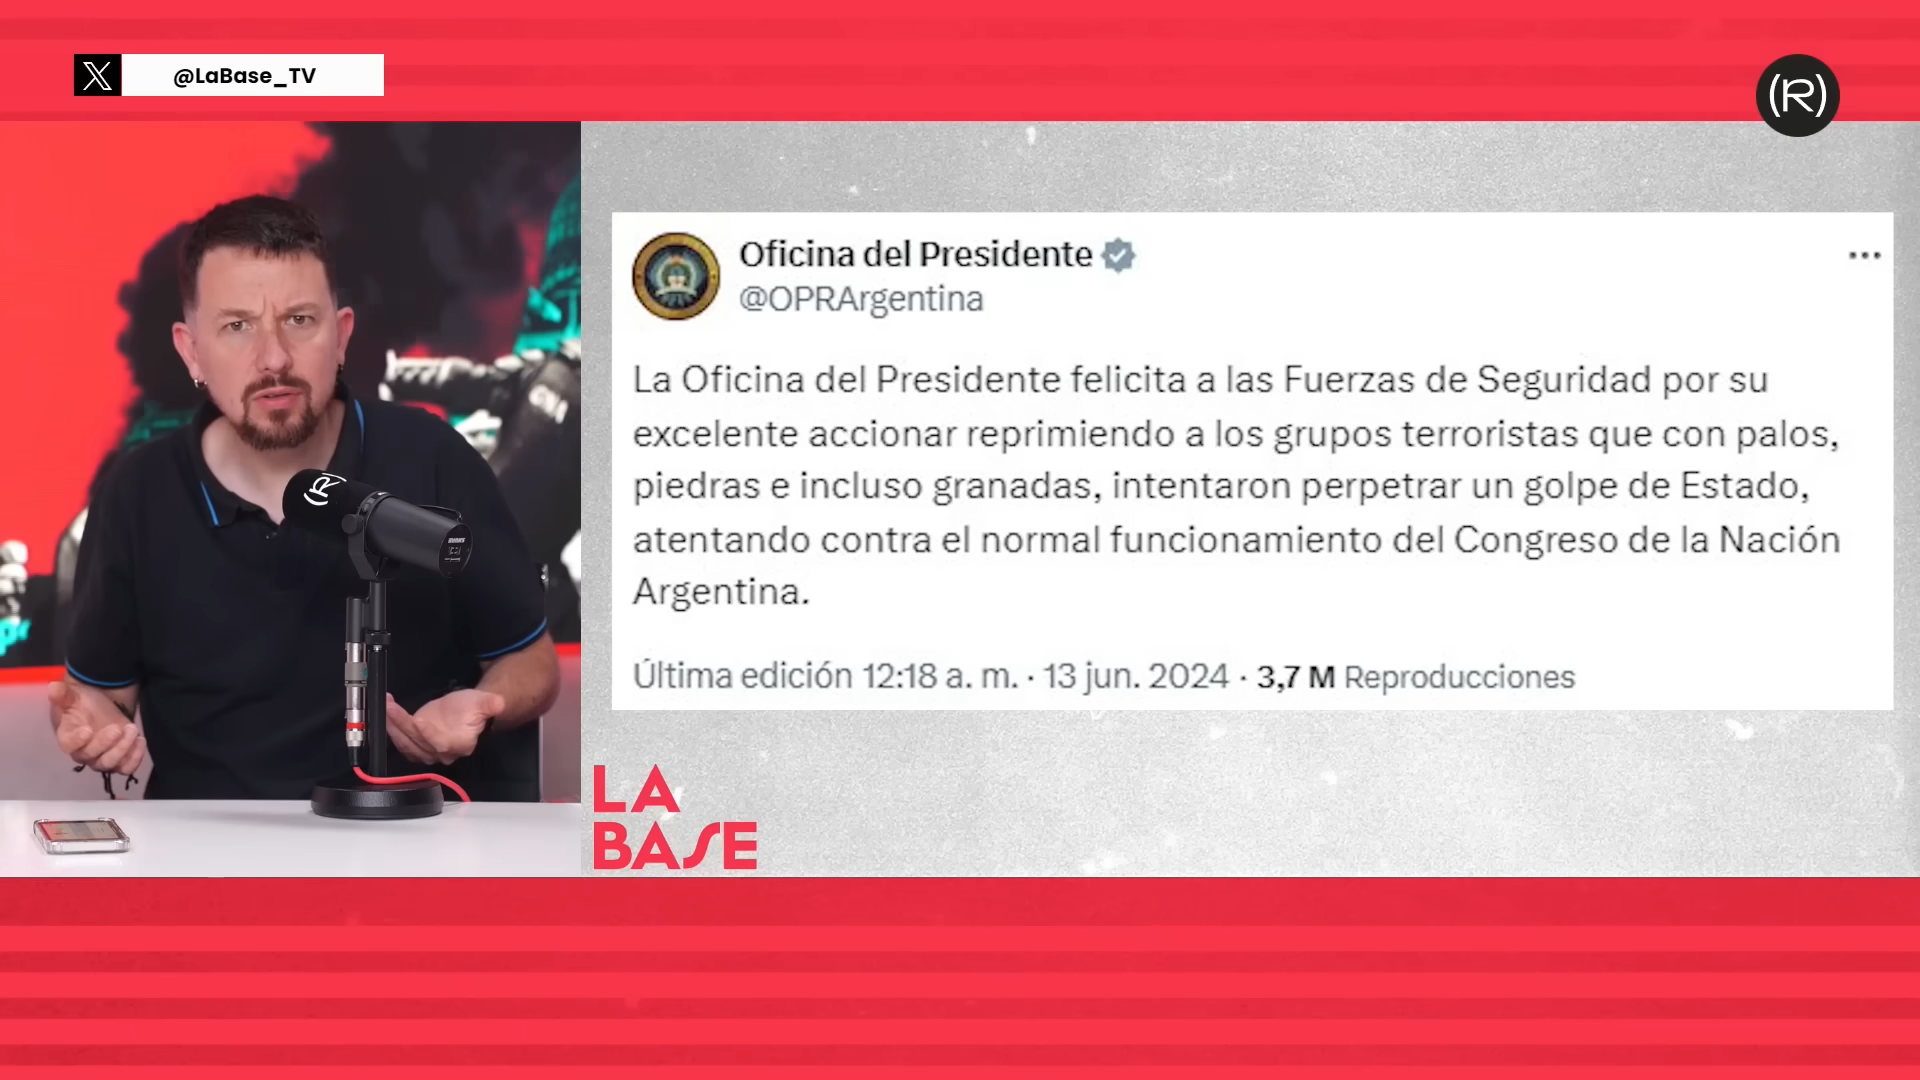 @LaBase_TV
(R)
Oficina del Presidente
@OPRArgentina
La Oficina del Presidente felicita a las Fuerzas de Seguridad por su
excelente accionar reprimiendo a los grupos terroristas que con palos,
piedras e incluso granadas, intentaron perpetrar un golpe de Estado,
atentando contra el normal funcionamiento del Congreso de la Nación
Argentina.
Última edición 12:18 a. m. · 13 jun. 2024 · 3,7 M Reproducciones
(R)
LA
BASE